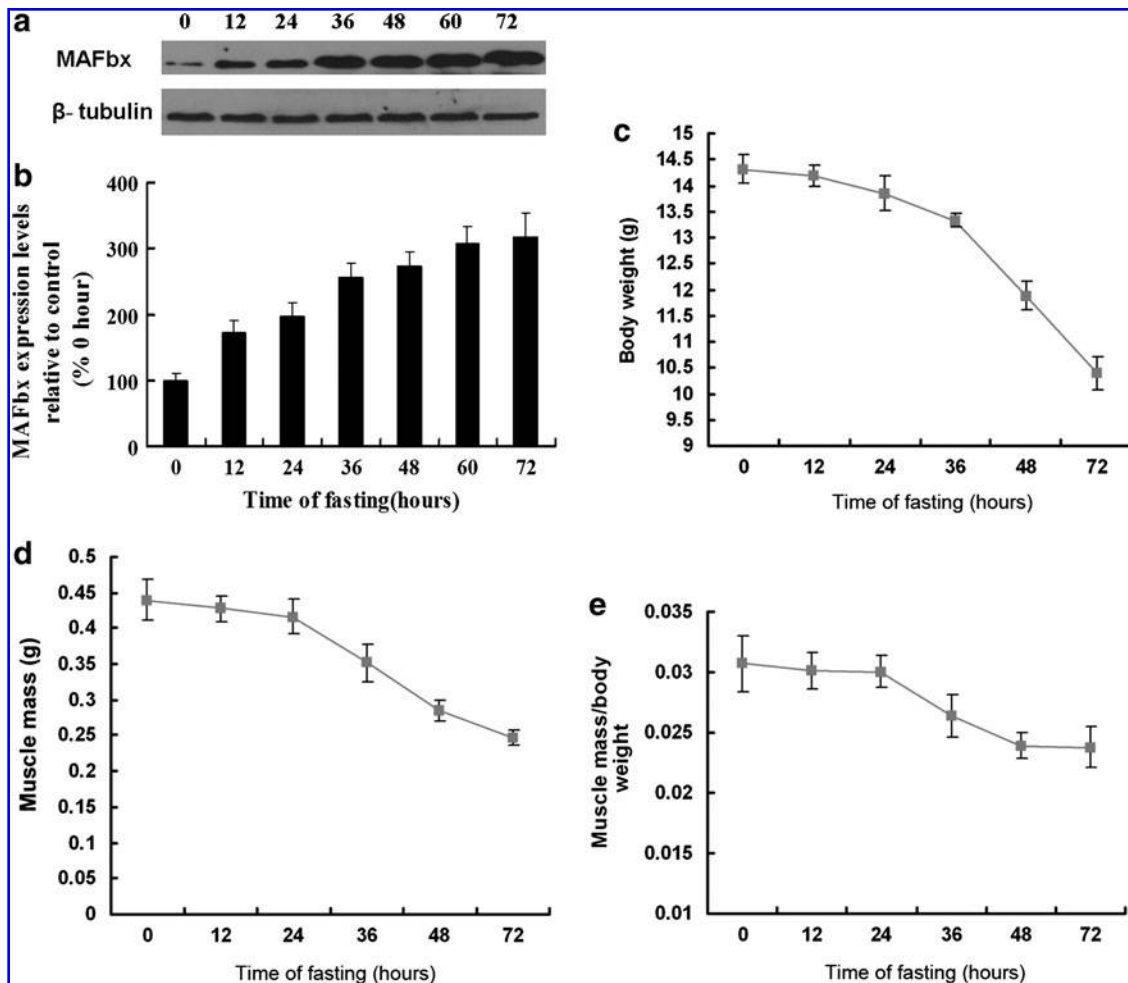 a
0 12 24 36 48 60 72
MAFbx
β- tubulin
b
MAFbx expression levels
relative to control
(% 0 hour)
400
300
200
100
0
0 12 24 36 48 60 72
Time of fasting(hours)
c
Body weight (g)
15
14.5
14
13.5
13
12.5
12
11.5
11
10.5
10
9.5
9
0 12 24 36 48 72
Time of fasting (hours)
d
Muscle mass (g)
0.5
0.45
0.4
0.35
0.3
0.25
0.2
0.15
0.1
0.05
0
0 12 24 36 48 72
Time of fasting (hours)
e
Muscle mass/body
weight
0.035
0.03
0.025
0.02
0.015
0.01
0 12 24 36 48 72
Time of fasting (hours)